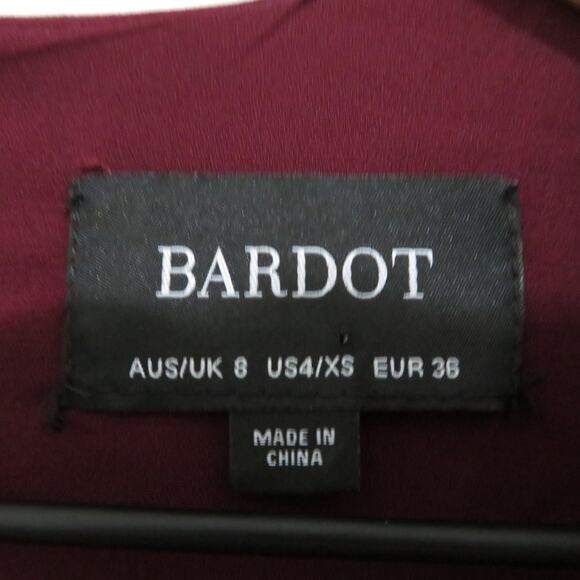 BARDOT
AUS/UK 8 US4/XS EUR 36
MADE IN
CHINA